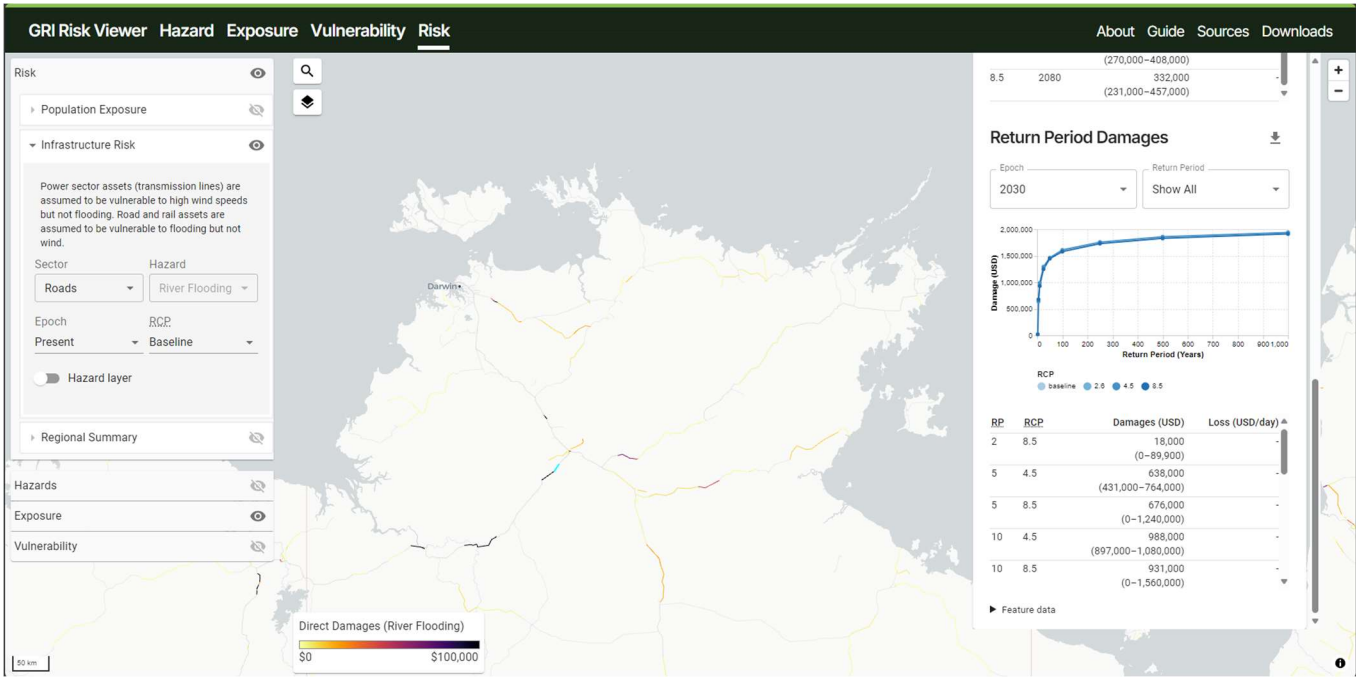 GRI Risk Viewer Hazard Exposure Vulnerability Risk
About Guide Sources Downloads
Risk
Population Exposure
Infrastructure Risk
Power sector assets (transmission lines) are
assumed to be vulnerable to high wind speeds
but not flooding. Road and rail assets are
assumed to be vulnerable to flooding but not
wind.
Sector Hazard
Roads River Flooding
Epoch RCP
Present Baseline
Hazard layer
Regional Summary
Hazards
Exposure
Vulnerability
50 km
Darwin
Direct Damages (River Flooding)
$0 $100,000
(270,000–408,000)
8.5 2080 332,000 -
(231,000–457,000)
Return Period Damages
Epoch Return Period
2030 Show All
2,000,000
1,500,000
1,000,000
500,000
0
Damage (USD)
0 100 200 300 400 500 600 700 800 900 1,000
Return Period (Years)
RCP
baseline 2.6 4.5 8.5
RP RCP Damages (USD) Loss (USD/day)
2 8.5 18,000 -
(0–89,900)
5 4.5 638,000 -
(431,000–764,000)
5 8.5 676,000 -
(0–1,240,000)
10 4.5 988,000 -
(897,000–1,080,000)
10 8.5 931,000 -
(0–1,560,000)
Feature data
+
−